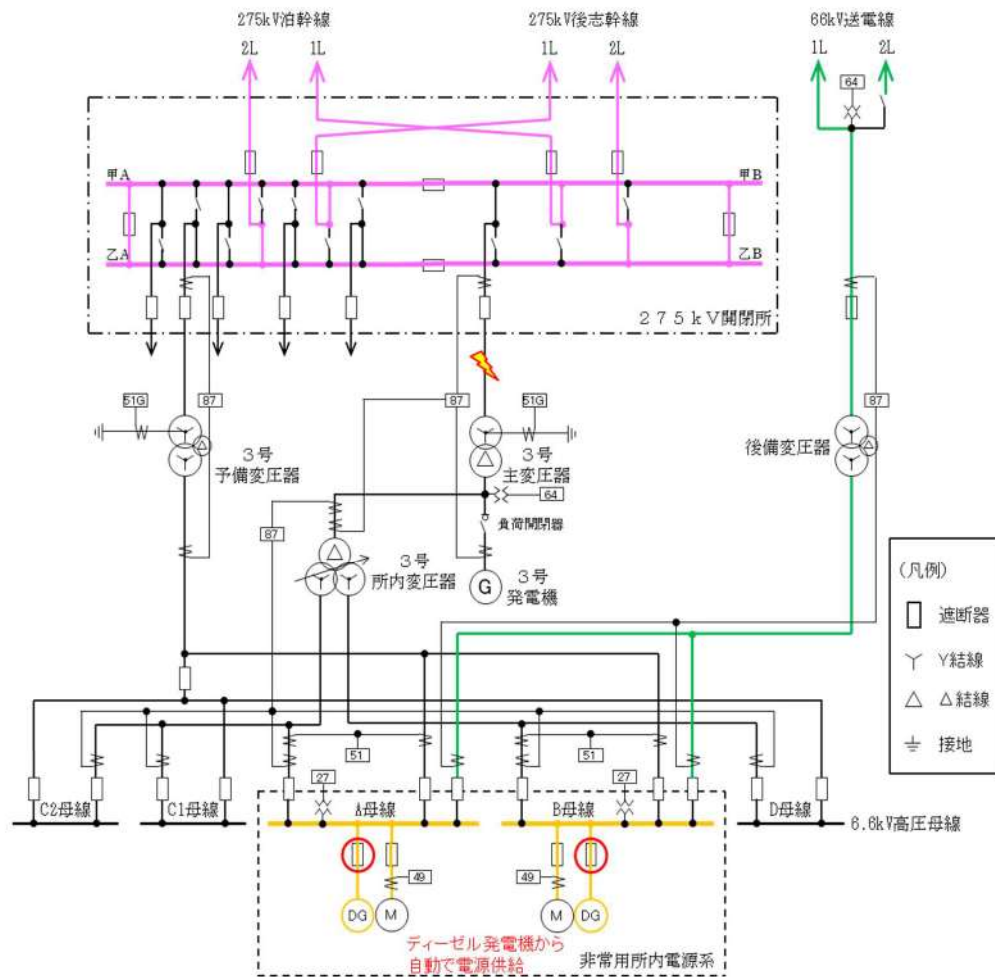 275kV泊幹線
275kV後志幹線
66kV送電線
2L
1L
1L
2L
1L
2L
64
甲A
甲B
乙A
乙B
275kV開閉所
51G
87
87
51G
87
3号
予備変圧器
3号
主変圧器
後備変圧器
64
87
負荷開閉器
3号
所内変圧器
G
3号
発電機
(凡例)
遮断器
Y結線
Δ結線
接地
51
51
27
27
C2母線
C1母線
A母線
B母線
D母線
6.6kV高圧母線
49
49
DG
M
M
DG
ディーゼル発電機から
自動で電源供給
非常用所内電源系